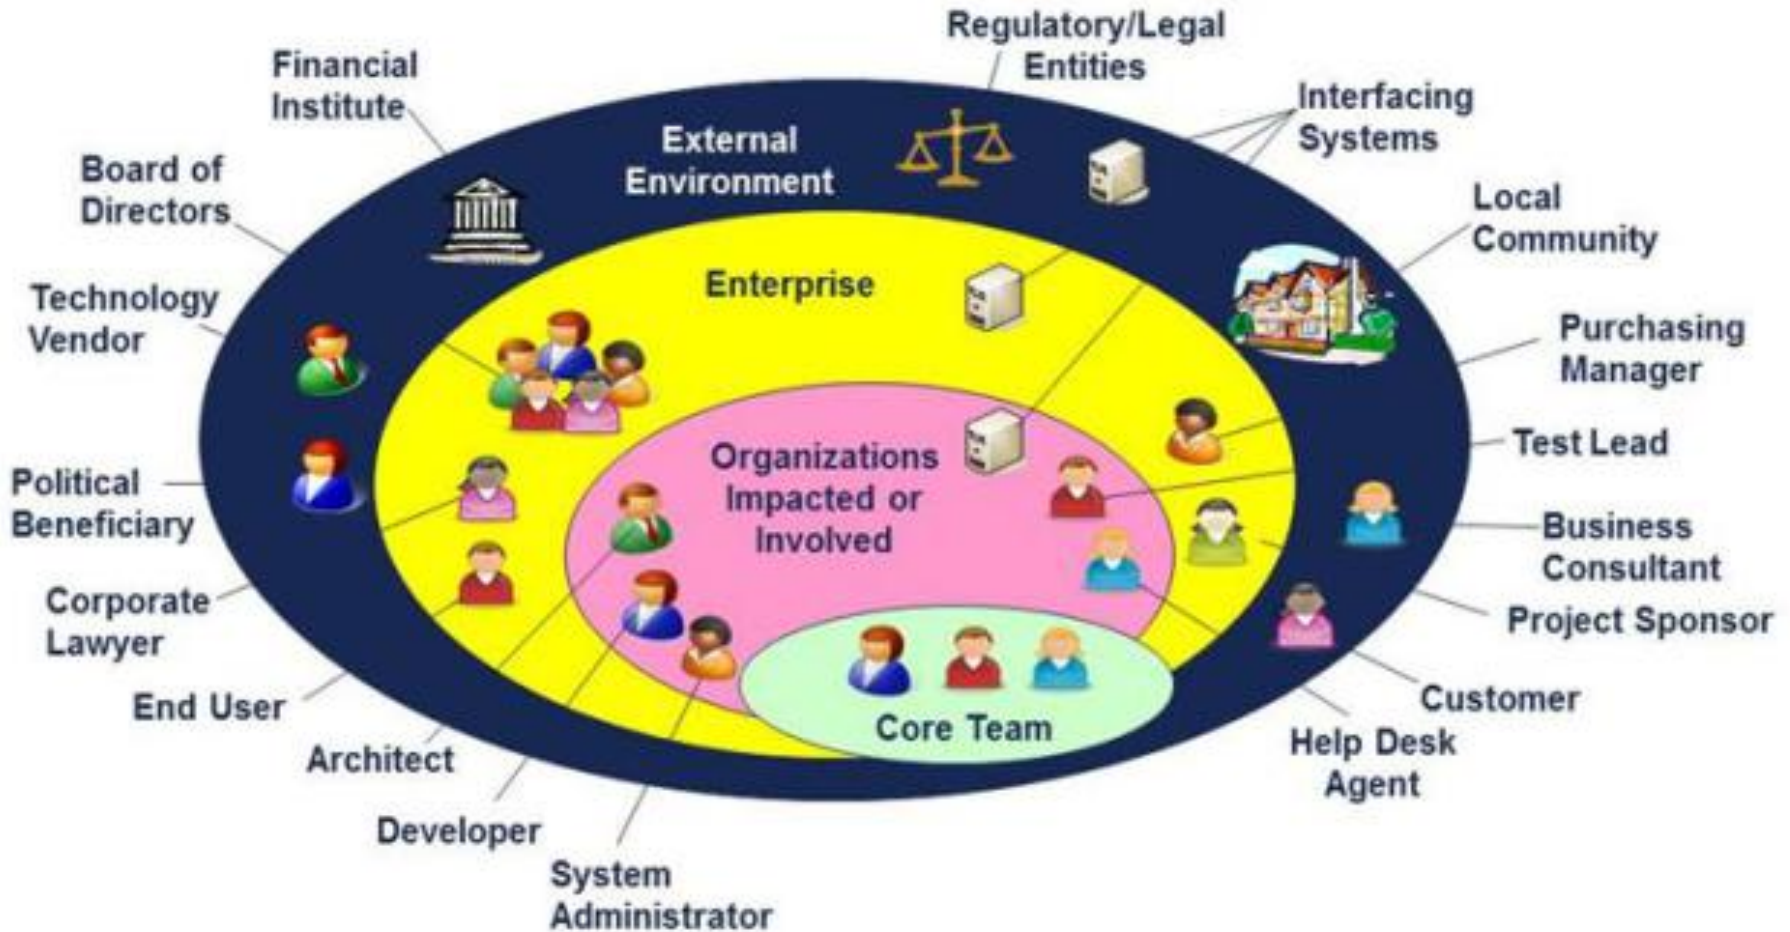 Regulatory/Legal
Entities
Financial
Institute
Interfacing
Systems
External
Environment
Board of
Directors
Local
Community
Enterprise
Technology
Vendor
Purchasing
Manager
Organizations
Impacted or
Involved
Test Lead
Political
Beneficiary
Business
Consultant
Corporate
Lawyer
Project Sponsor
End User
Customer
Core Team
Architect
Help Desk
Agent
Developer
System
Administrator